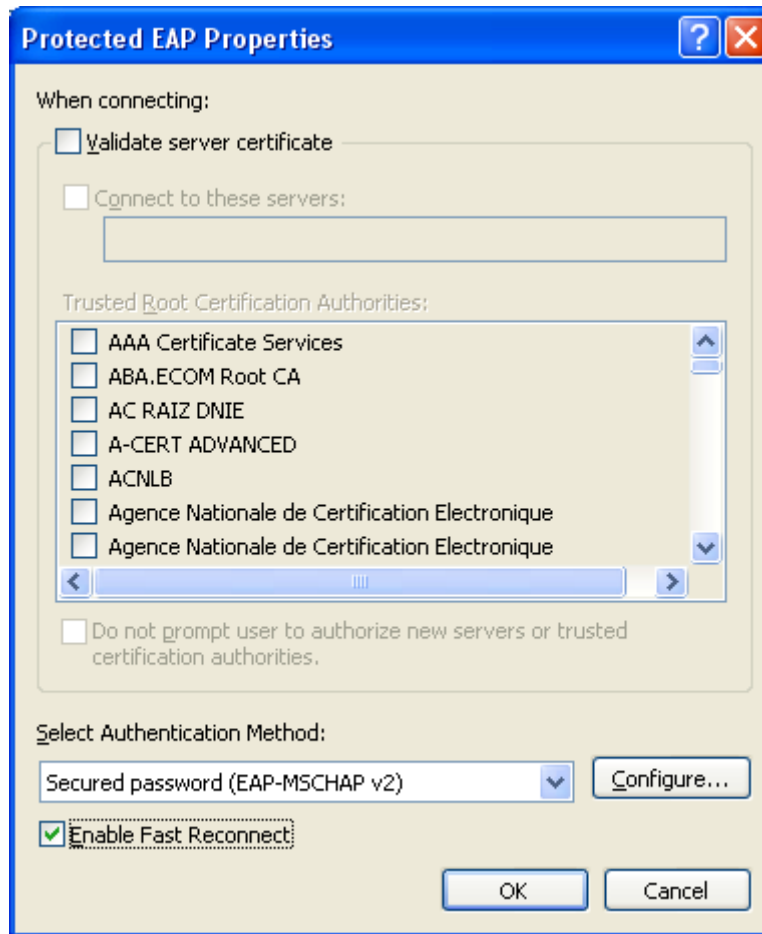 Protected EAP Properties
When connecting:
Validate server certificate
Connect to these servers:
Trusted Root Certification Authorities:
AAA Certificate Services
ABA.ECOM Root CA
AC RAIZ DNIE
A-CERT ADVANCED
ACNLB
Agence Nationale de Certification Electronique
Agence Nationale de Certification Electronique
Do not prompt user to authorize new servers or trusted
certification authorities.
Select Authentication Method:
Secured password (EAP-MSCHAP v2)
Configure...
Enable Fast Reconnect
OK
Cancel